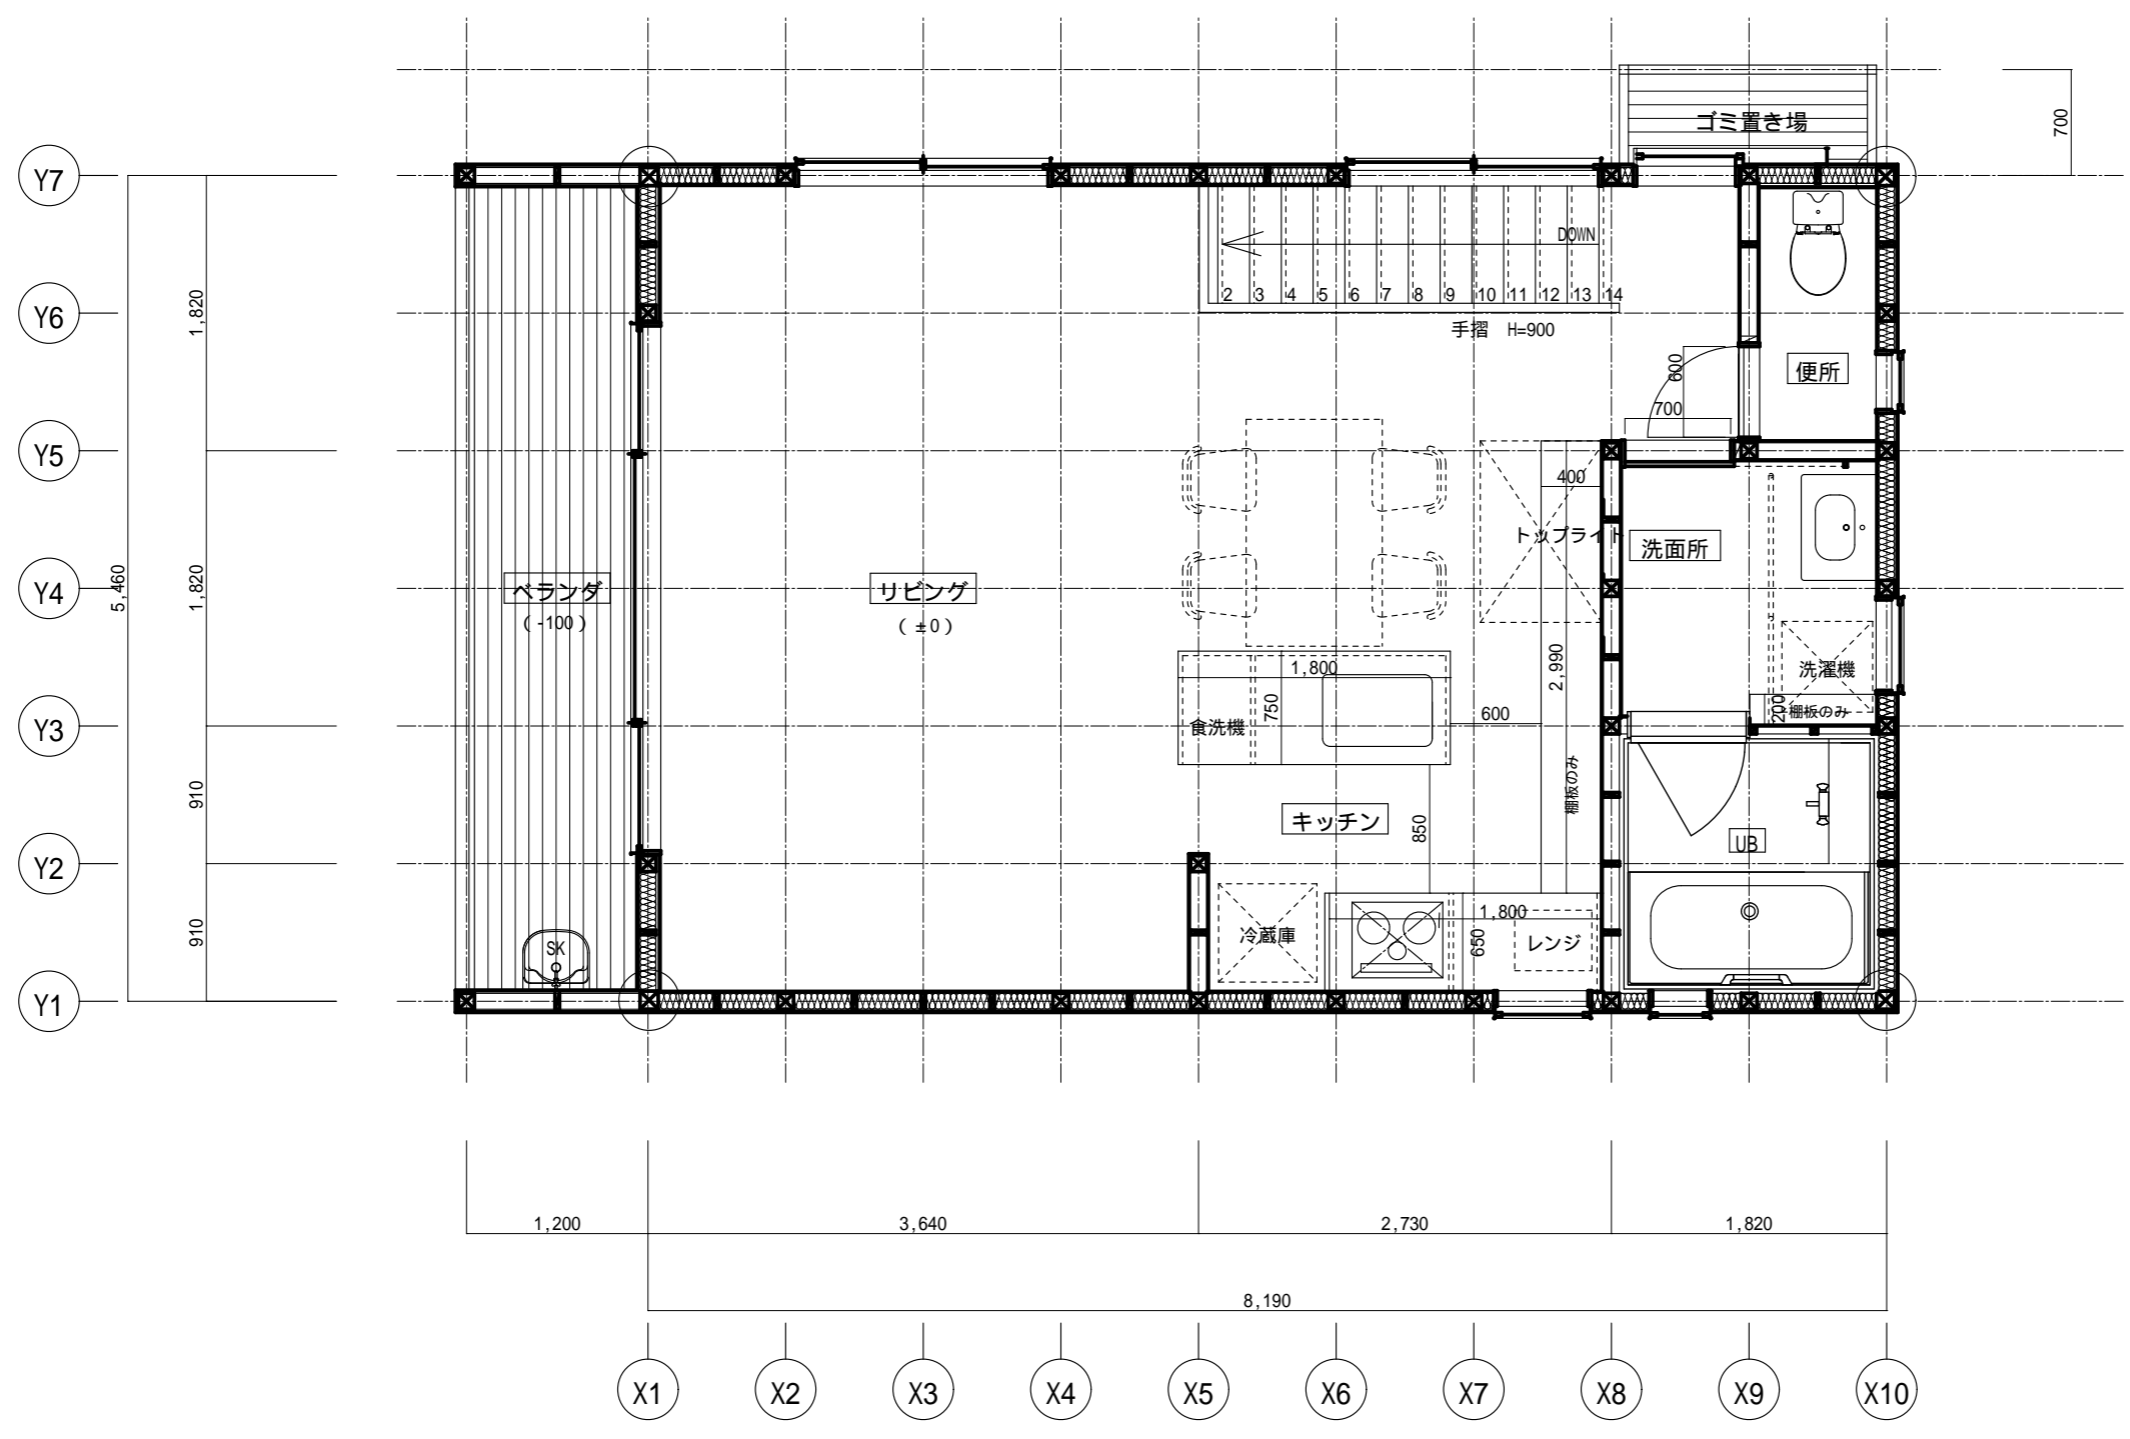 ゴミ置き場
700
Y7
DOWN
2 3 4 5 6 7 8 9 10 11 12 13 14
1,820
Y6
手摺 H=900
600
便所
700
Y5
400
トップライト
洗面所
5,460
1,820
Y4
ベランダ
(-100)
リビング
(±0)
2,990
1,800
洗濯機
750
600
200
棚板のみ
食洗機
Y3
910
棚板のみ
キッチン
850
UB
Y2
910
SK
冷蔵庫
1,800
650
レンジ
Y1
1,200
3,640
2,730
1,820
8,190
X1 X2 X3 X4 X5 X6 X7 X8 X9 X10